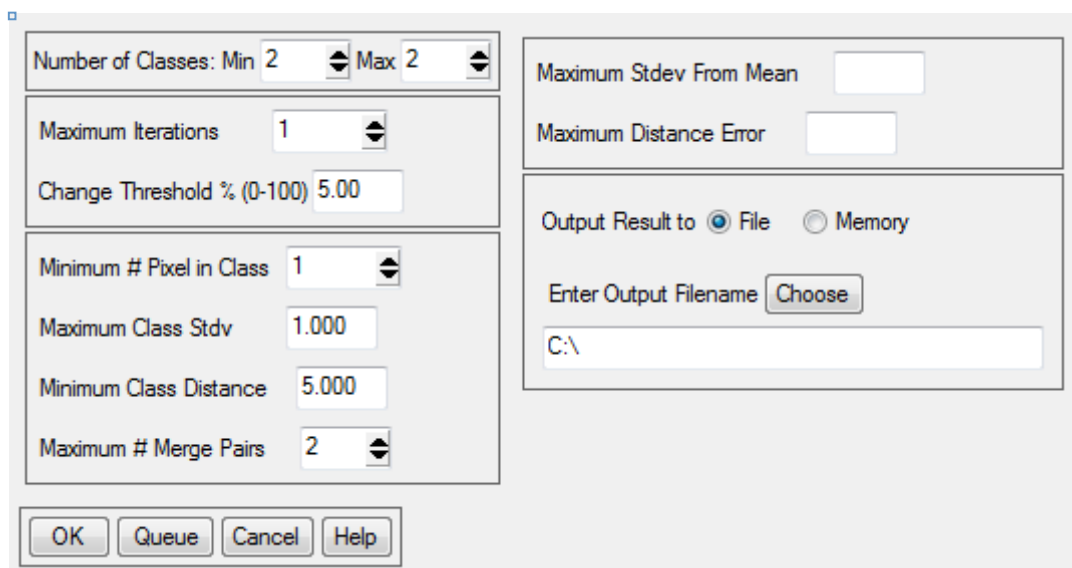 Number of Classes: Min 2 Max 2
Maximum Iterations 1
Change Threshold % (0-100) 5.00
Minimum # Pixel in Class 1
Maximum Class Stdv 1.000
Minimum Class Distance 5.000
Maximum # Merge Pairs 2
OK Queue Cancel Help
Maximum Stdev From Mean
Maximum Distance Error
Output Result to File Memory
Enter Output Filename Choose
C:\